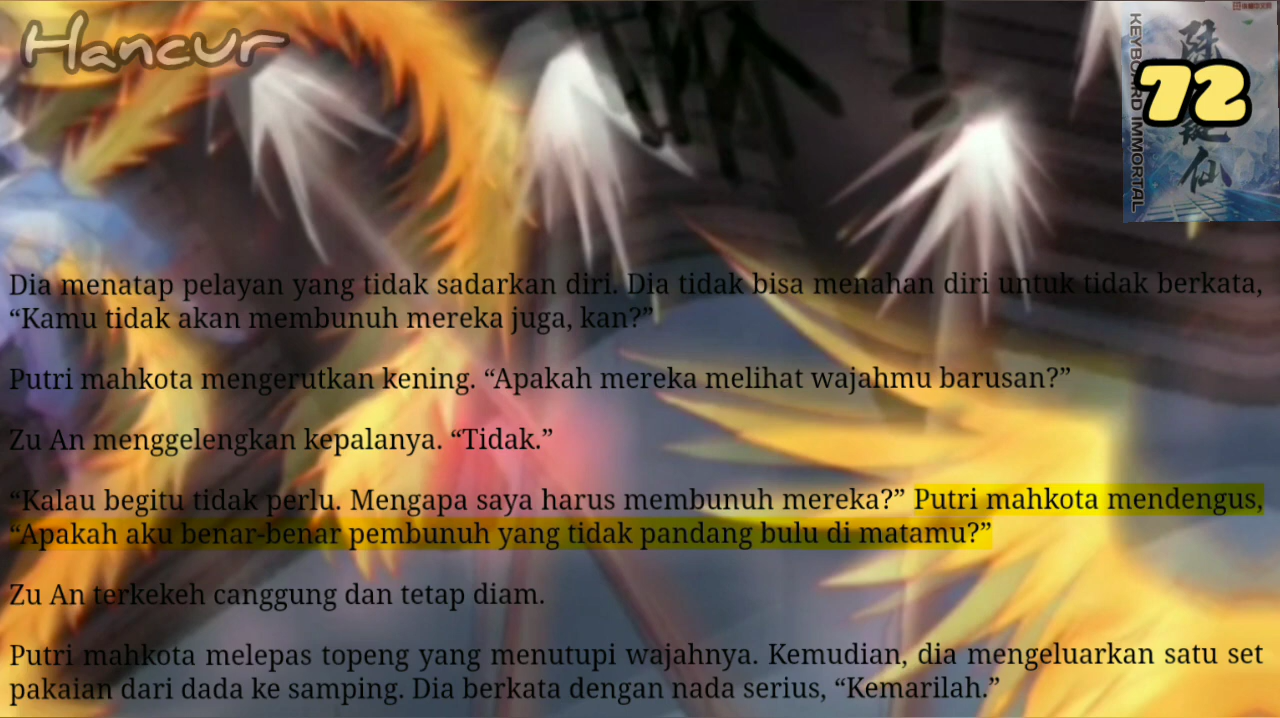 Hancur
72
KEYBOARD IMMORTAL
Dia menatap pelayan yang tidak sadarkan diri. Dia tidak bisa menahan diri untuk tidak berkata,
“Kamu tidak akan membunuh mereka juga, kan?”
Putri mahkota mengerutkan kening. “Apakah mereka melihat wajahmu barusan?”
Zu An menggelengkan kepalanya. “Tidak.”
“Kalau begitu tidak perlu. Mengapa saya harus membunuh mereka?” Putri mahkota mendengus,
“Apakah aku benar-benar pembunuh yang tidak pandang bulu di matamu?”
Zu An terkekeh canggung dan tetap diam.
Putri mahkota melepas topeng yang menutupi wajahnya. Kemudian, dia mengeluarkan satu set
pakaian dari dada ke samping. Dia berkata dengan nada serius, “Kemarilah.”